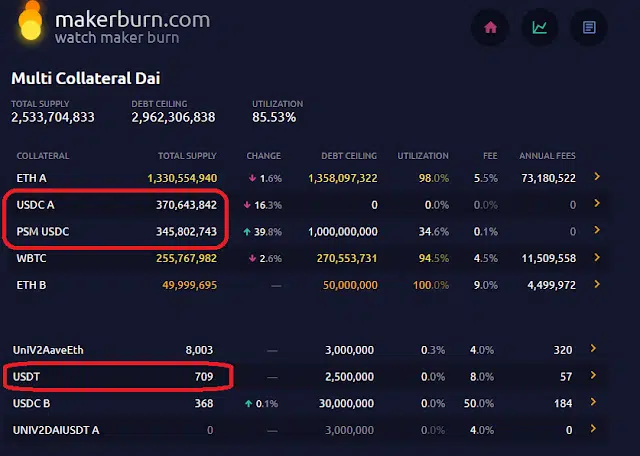 makerburn.com
watch maker burn
Multi Collateral Dai
TOTAL SUPPLY DEBT CEILING UTILIZATION
2,533,704,833 2,962,306,838 85.53%
COLLATERAL TOTAL SUPPLY CHANGE DEBT CEILING UTILIZATION FEE ANNUAL FEES
ETH A 1,330,554,940 ↓ 1.6% 1,358,097,322 98.0% 5.5% 73,180,522 >
USDC A 370,643,842 ↓ 16.3% 0 0.0% 0.0% 0 >
PSM USDC 345,802,743 ↑ 39.8% 1,000,000,000 34.6% 0.1% 0 >
WBTC 255,767,982 ↓ 2.6% 270,553,731 94.5% 4.5% 11,509,558 >
ETH B 49,999,695 — 50,000,000 100.0% 9.0% 4,499,972 >
UniV2AaveEth 8,003 — 3,000,000 0.3% 4.0% 320 >
USDT 709 — 2,500,000 0.0% 8.0% 57 >
USDC B 368 ↑ 0.1% 30,000,000 0.0% 50.0% 184 >
UNIV2DAIUSDT A 0 — 3,000,000 0.0% 4.0% 0 >